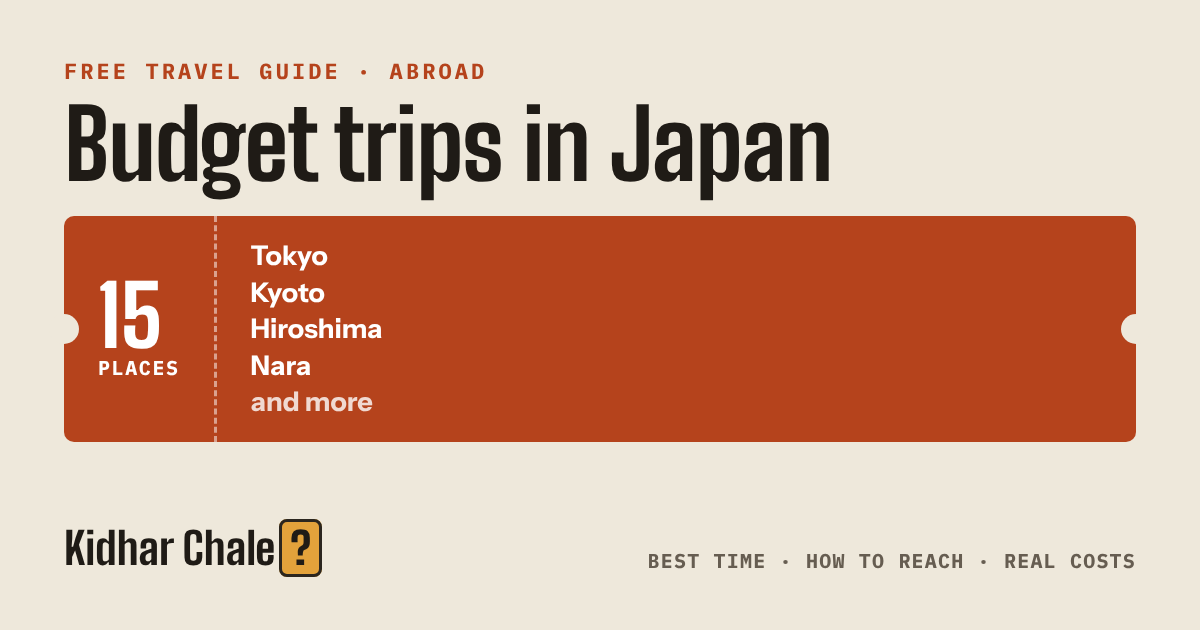 FREE TRAVEL GUIDE · ABROAD
Budget trips in Japan
15
PLACES
Tokyo
Kyoto
Hiroshima
Nara
and more
Kidhar Chale ?
BEST TIME · HOW TO REACH · REAL COSTS